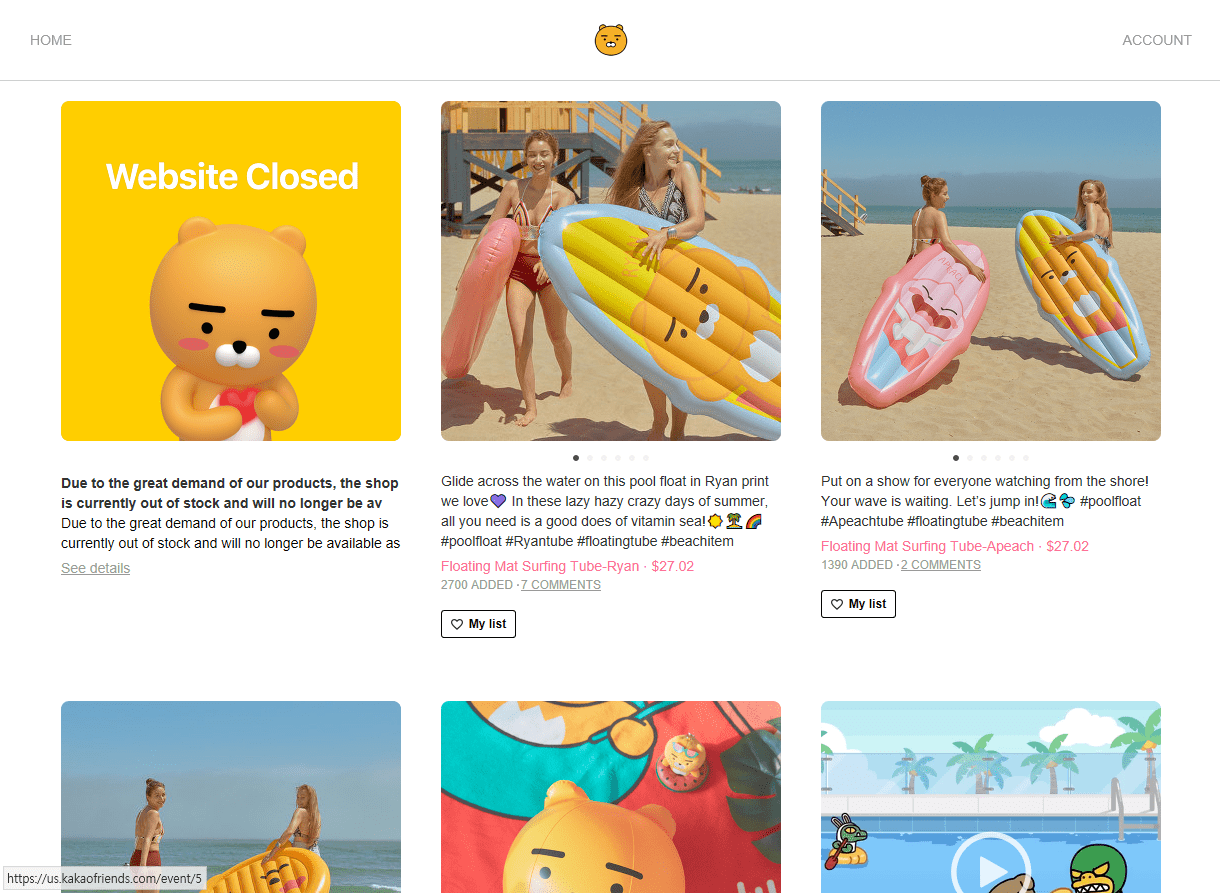 HOME
ACCOUNT
Website Closed
RYAN
APEACH
Due to the great demand of our products, the shop
is currently out of stock and will no longer be av
Due to the great demand of our products, the shop is
currently out of stock and will no longer be available as
See details
Glide across the water on this pool float in Ryan print
we love💜 In these lazy hazy crazy days of summer,
all you need is a good does of vitamin sea!🌞🏝🌈
#poolfloat #Ryantube #floatingtube #beachitem
Floating Mat Surfing Tube-Ryan · $27.02
2700 ADDED · 7 COMMENTS
My list
Put on a show for everyone watching from the shore!
Your wave is waiting. Let’s jump in!🌊💦 #poolfloat
#Apeachtube #floatingtube #beachitem
Floating Mat Surfing Tube-Apeach · $27.02
1390 ADDED · 2 COMMENTS
My list
https://us.kakaofriends.com/event/5